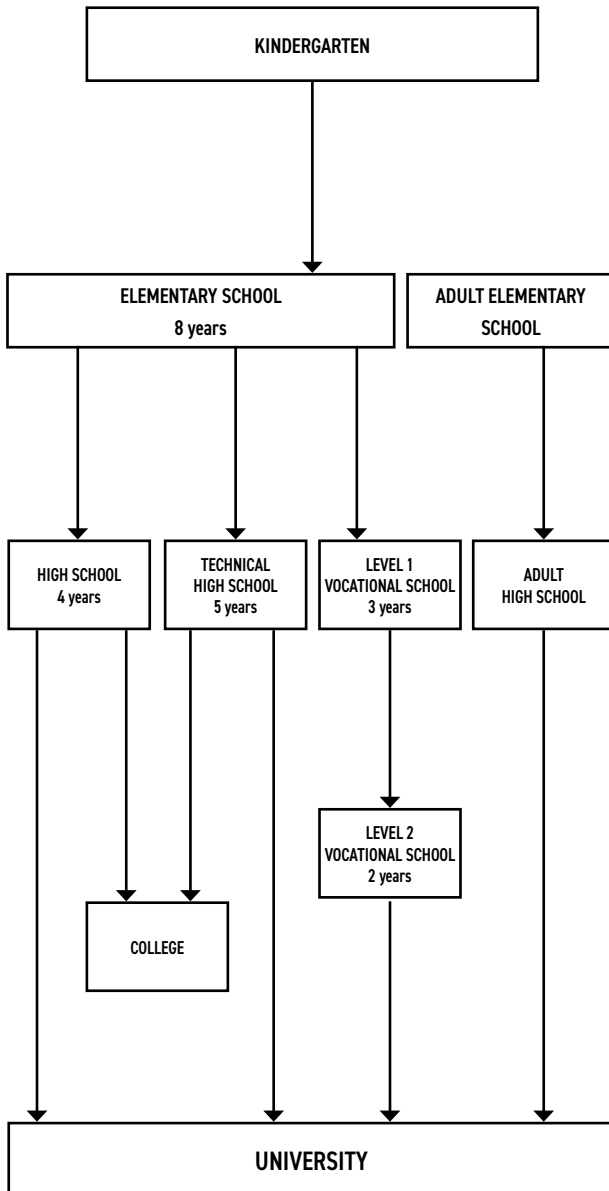 KINDERGARTEN
ELEMENTARY SCHOOL
8 years
ADULT ELEMENTARY
SCHOOL
HIGH SCHOOL
4 years
TECHNICAL
HIGH SCHOOL
5 years
LEVEL 1
VOCATIONAL SCHOOL
3 years
ADULT
HIGH SCHOOL
LEVEL 2
VOCATIONAL SCHOOL
2 years
COLLEGE
UNIVERSITY